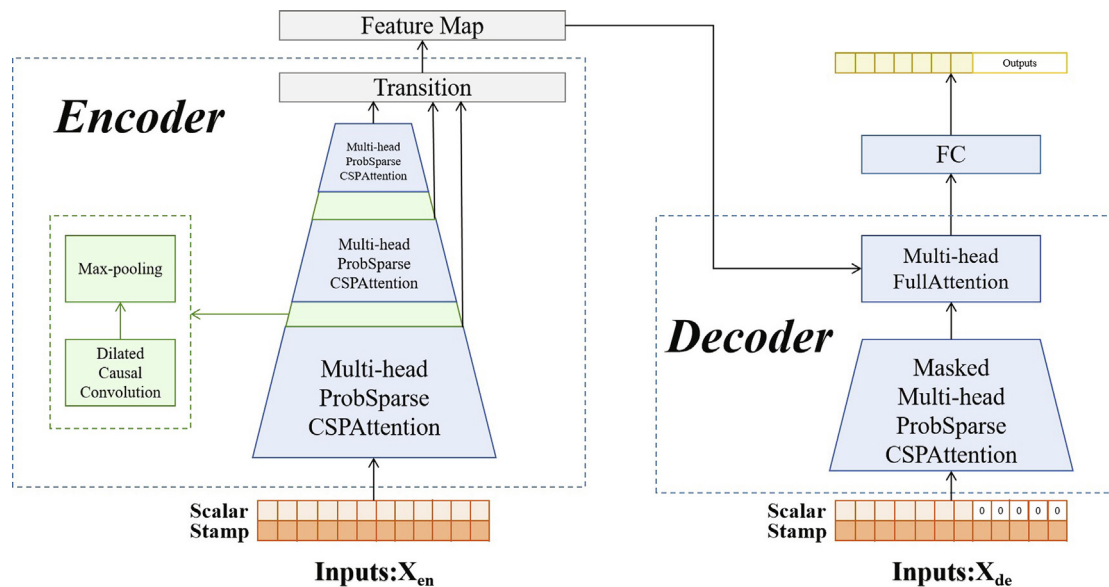 Feature Map
Transition
Encoder
Multi-head
ProbSparse
CSPAttention
Multi-head
ProbSparse
CSPAttention
Multi-head
ProbSparse
CSPAttention
Max-pooling
Dilated
Causal
Convolution
Scalar
Stamp
Inputs:Xen
Outputs
FC
Multi-head
FullAttention
Decoder
Masked
Multi-head
ProbSparse
CSPAttention
Scalar 0 0 0 0 0
Stamp
Inputs:Xde